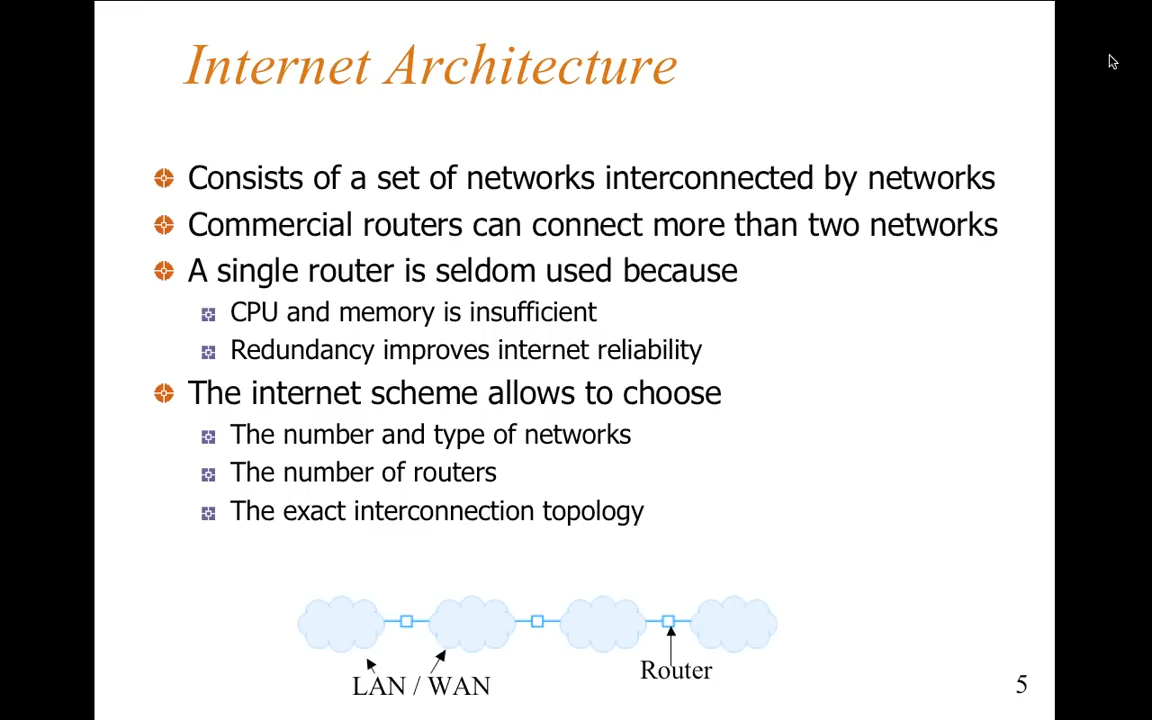 Internet Architecture
Consists of a set of networks interconnected by networks
Commercial routers can connect more than two networks
A single router is seldom used because
CPU and memory is insufficient
Redundancy improves internet reliability
The internet scheme allows to choose
The number and type of networks
The number of routers
The exact interconnection topology
Router
LAN / WAN
5